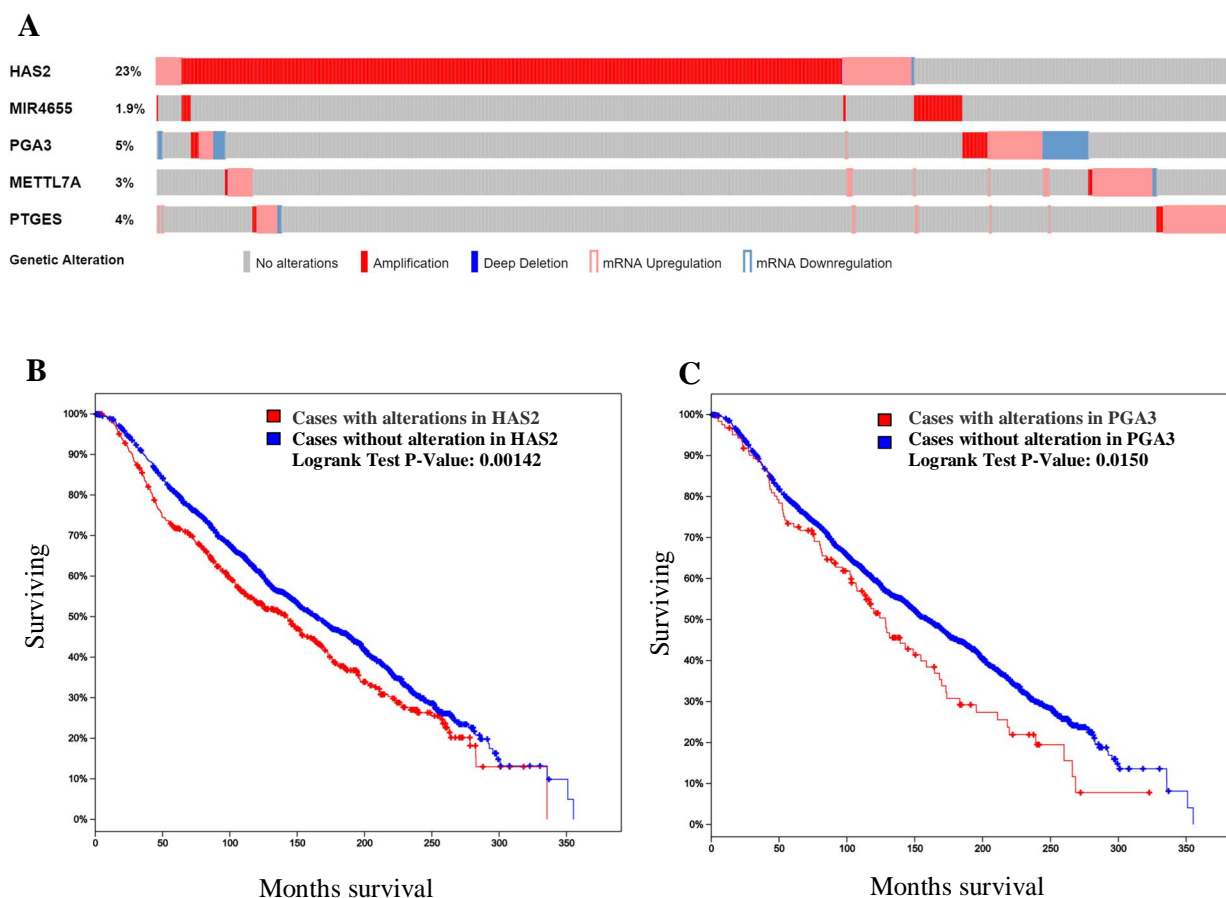 A
HAS2 23%
MIR4655 1.9%
PGA3 5%
METTL7A 3%
PTGES 4%
Genetic Alteration No alterations Amplification Deep Deletion mRNA Upregulation mRNA Downregulation
B
Cases with alterations in HAS2
Cases without alteration in HAS2
Logrank Test P-Value: 0.00142
100%
90%
80%
70%
60%
50%
40%
30%
20%
10%
0%
Surviving
0 50 100 150 200 250 300 350
Months survival
C
Cases with alterations in PGA3
Cases without alteration in PGA3
Logrank Test P-Value: 0.0150
100%
90%
80%
70%
60%
50%
40%
30%
20%
10%
0%
Surviving
0 50 100 150 200 250 300 350
Months survival